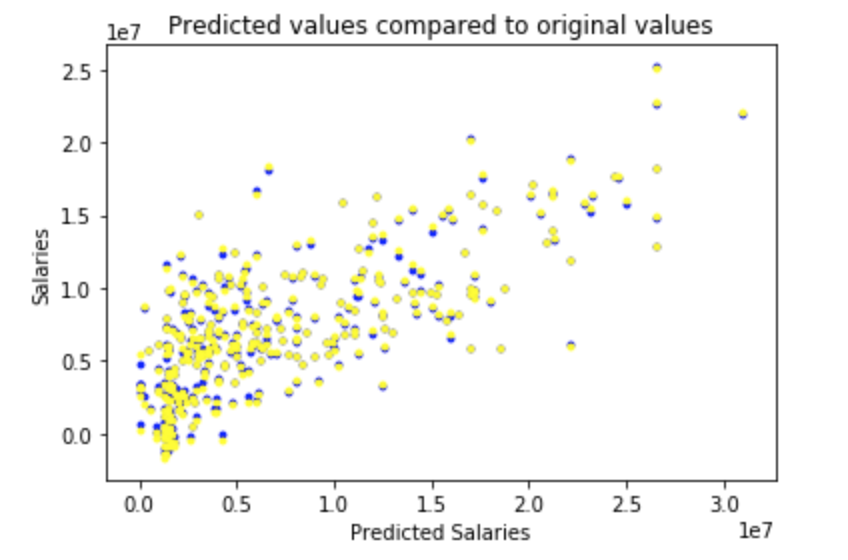 Predicted values compared to original values
1e7
2.5
2.0
1.5
1.0
0.5
0.0
Salaries
0.0 0.5 1.0 1.5 2.0 2.5 3.0
1e7
Predicted Salaries